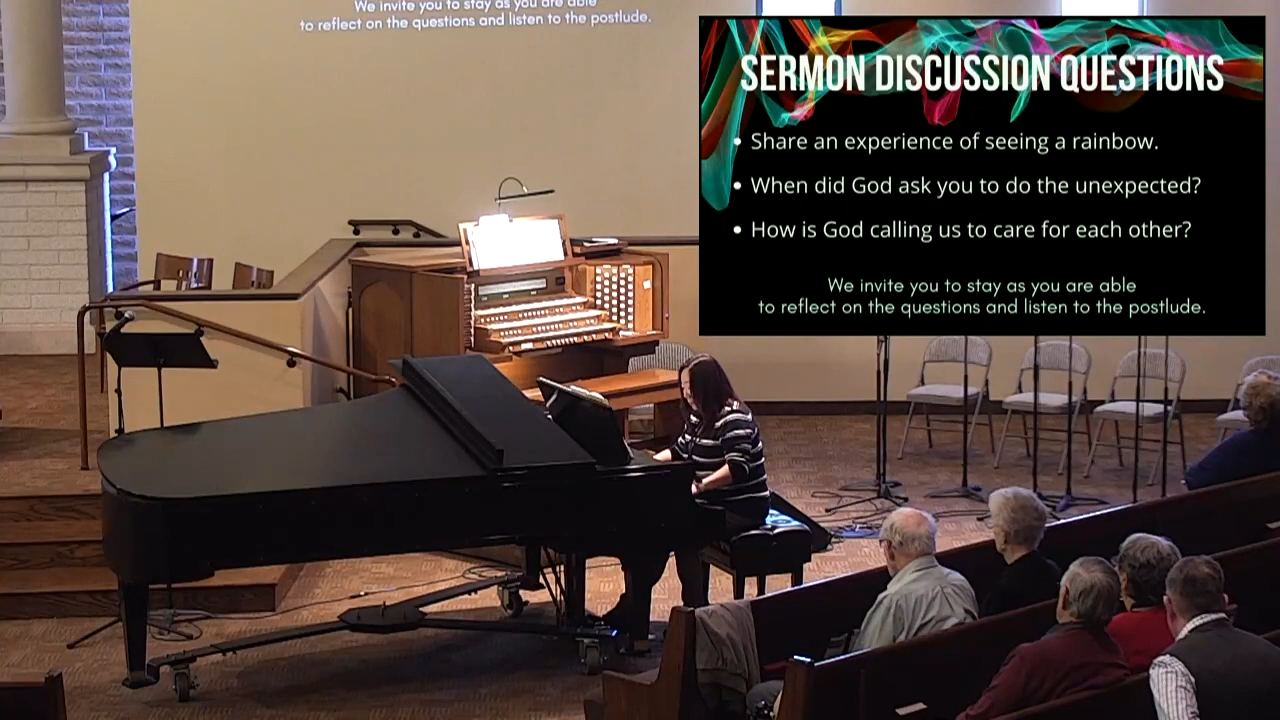 We invite you to stay as you are able
to reflect on the questions and listen to the postlude.
SERMON DISCUSSION QUESTIONS
• Share an experience of seeing a rainbow.
• When did God ask you to do the unexpected?
• How is God calling us to care for each other?
We invite you to stay as you are able
to reflect on the questions and listen to the postlude.